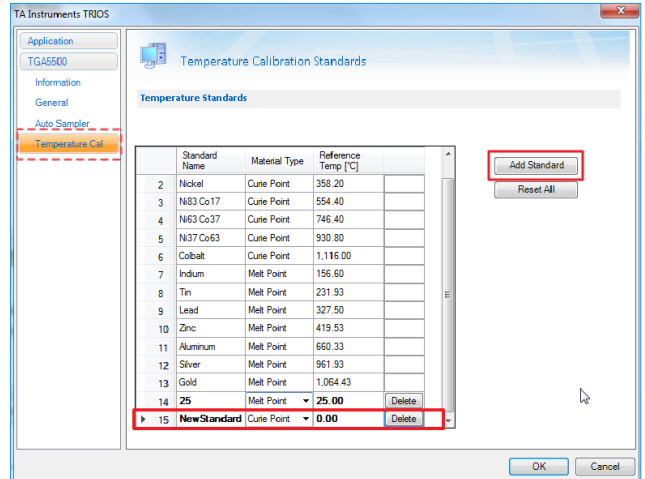 TA Instruments TRIOS
Application
TGA5500
Information
General
Auto Sampler
Temperature Cal
Temperature Calibration Standards
Temperature Standards
Standard Name Material Type Reference Temp [°C]
2 Nickel Curie Point 358.20
3 Ni83 Co17 Curie Point 554.40
4 Ni63 Co37 Curie Point 746.40
5 Ni37 Co63 Curie Point 930.80
6 Colbalt Curie Point 1,116.00
7 Indium Melt Point 156.60
8 Tin Melt Point 231.93
9 Lead Melt Point 327.50
10 Zinc Melt Point 419.53
11 Aluminum Melt Point 660.33
12 Silver Melt Point 961.93
13 Gold Melt Point 1,064.43
14 25 Melt Point 25.00 Delete
15 NewStandard Curie Point 0.00 Delete
Add Standard
Reset All
OK Cancel